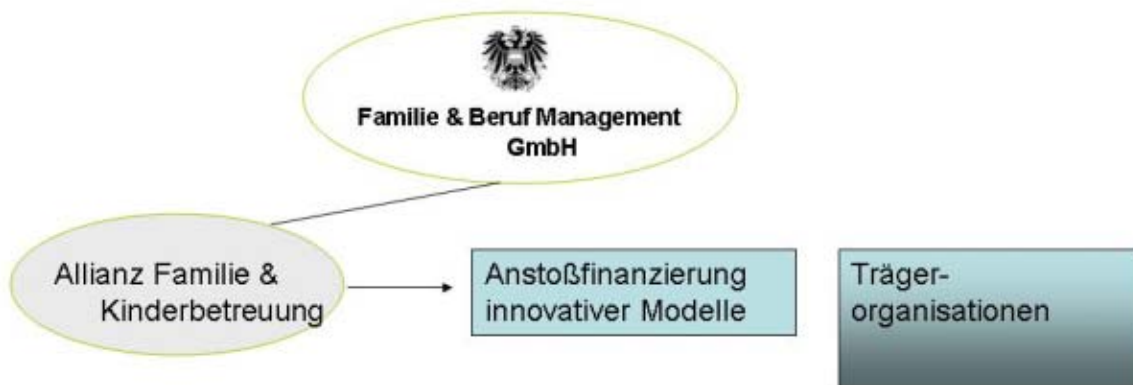 Familie & Beruf Management
GmbH
Allianz Familie &
Kinderbetreuung
Anstoßfinanzierung
innovativer Modelle
Träger-
organisationen